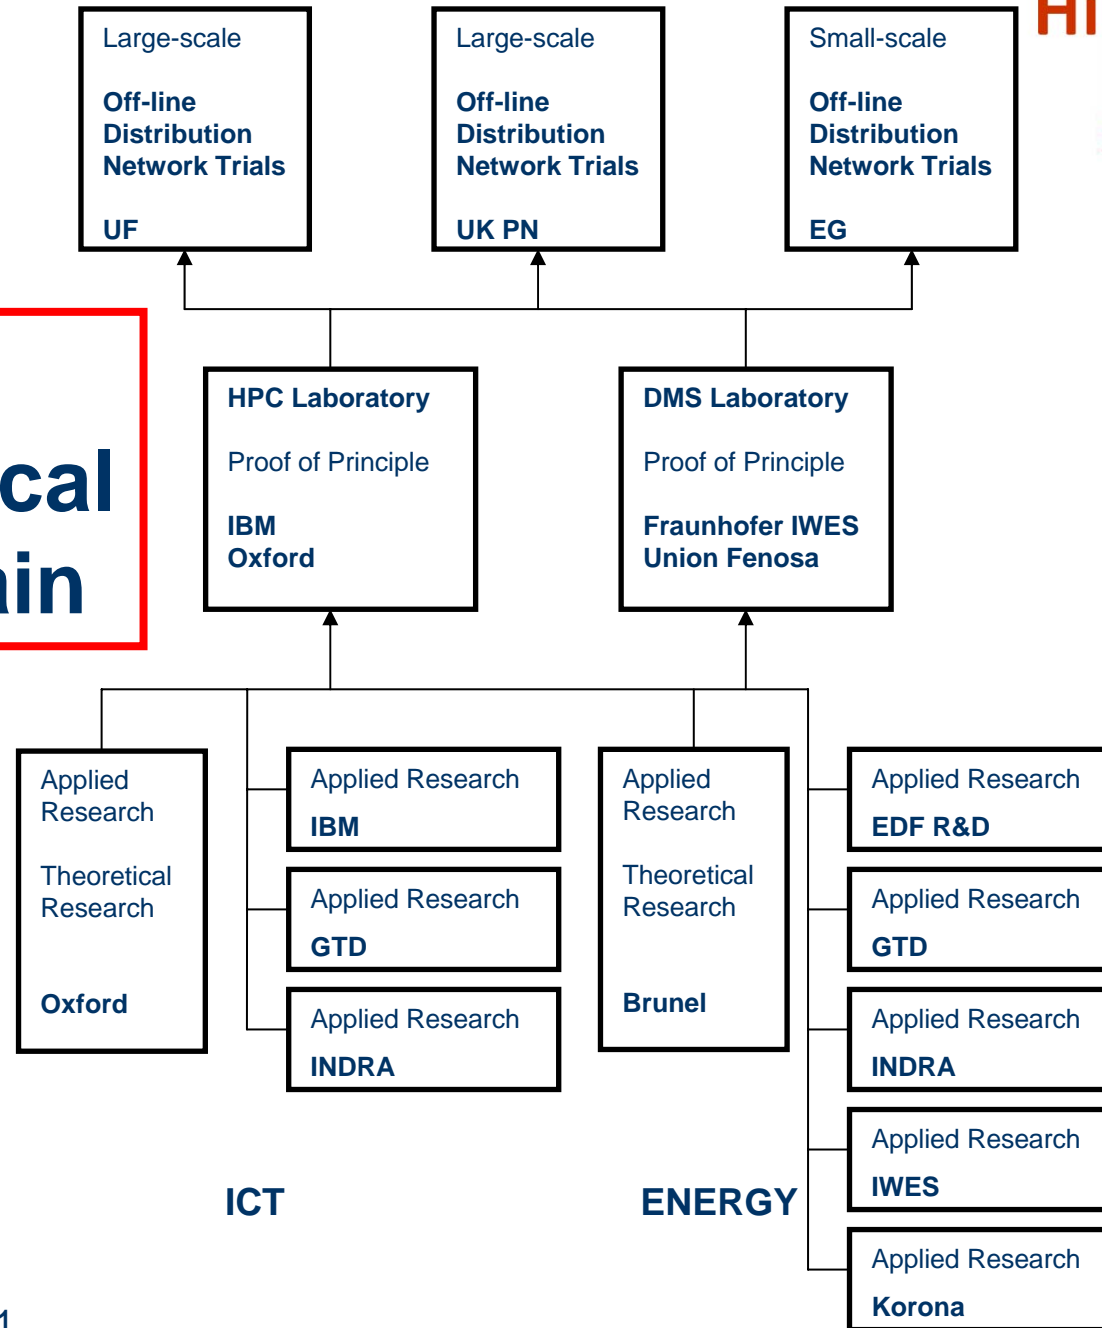 HI
Large-scale
Off-line
Distribution
Network Trials
UF
Large-scale
Off-line
Distribution
Network Trials
UK PN
Small-scale
Off-line
Distribution
Network Trials
EG
cal
ain
HPC Laboratory
Proof of Principle
IBM
Oxford
DMS Laboratory
Proof of Principle
Fraunhofer IWES
Union Fenosa
Applied
Research
Theoretical
Research
Oxford
Applied Research
IBM
Applied Research
GTD
Applied Research
INDRA
Applied
Research
Theoretical
Research
Brunel
Applied Research
EDF R&D
Applied Research
GTD
Applied Research
INDRA
Applied Research
IWES
Applied Research
Korona
ICT
ENERGY
1